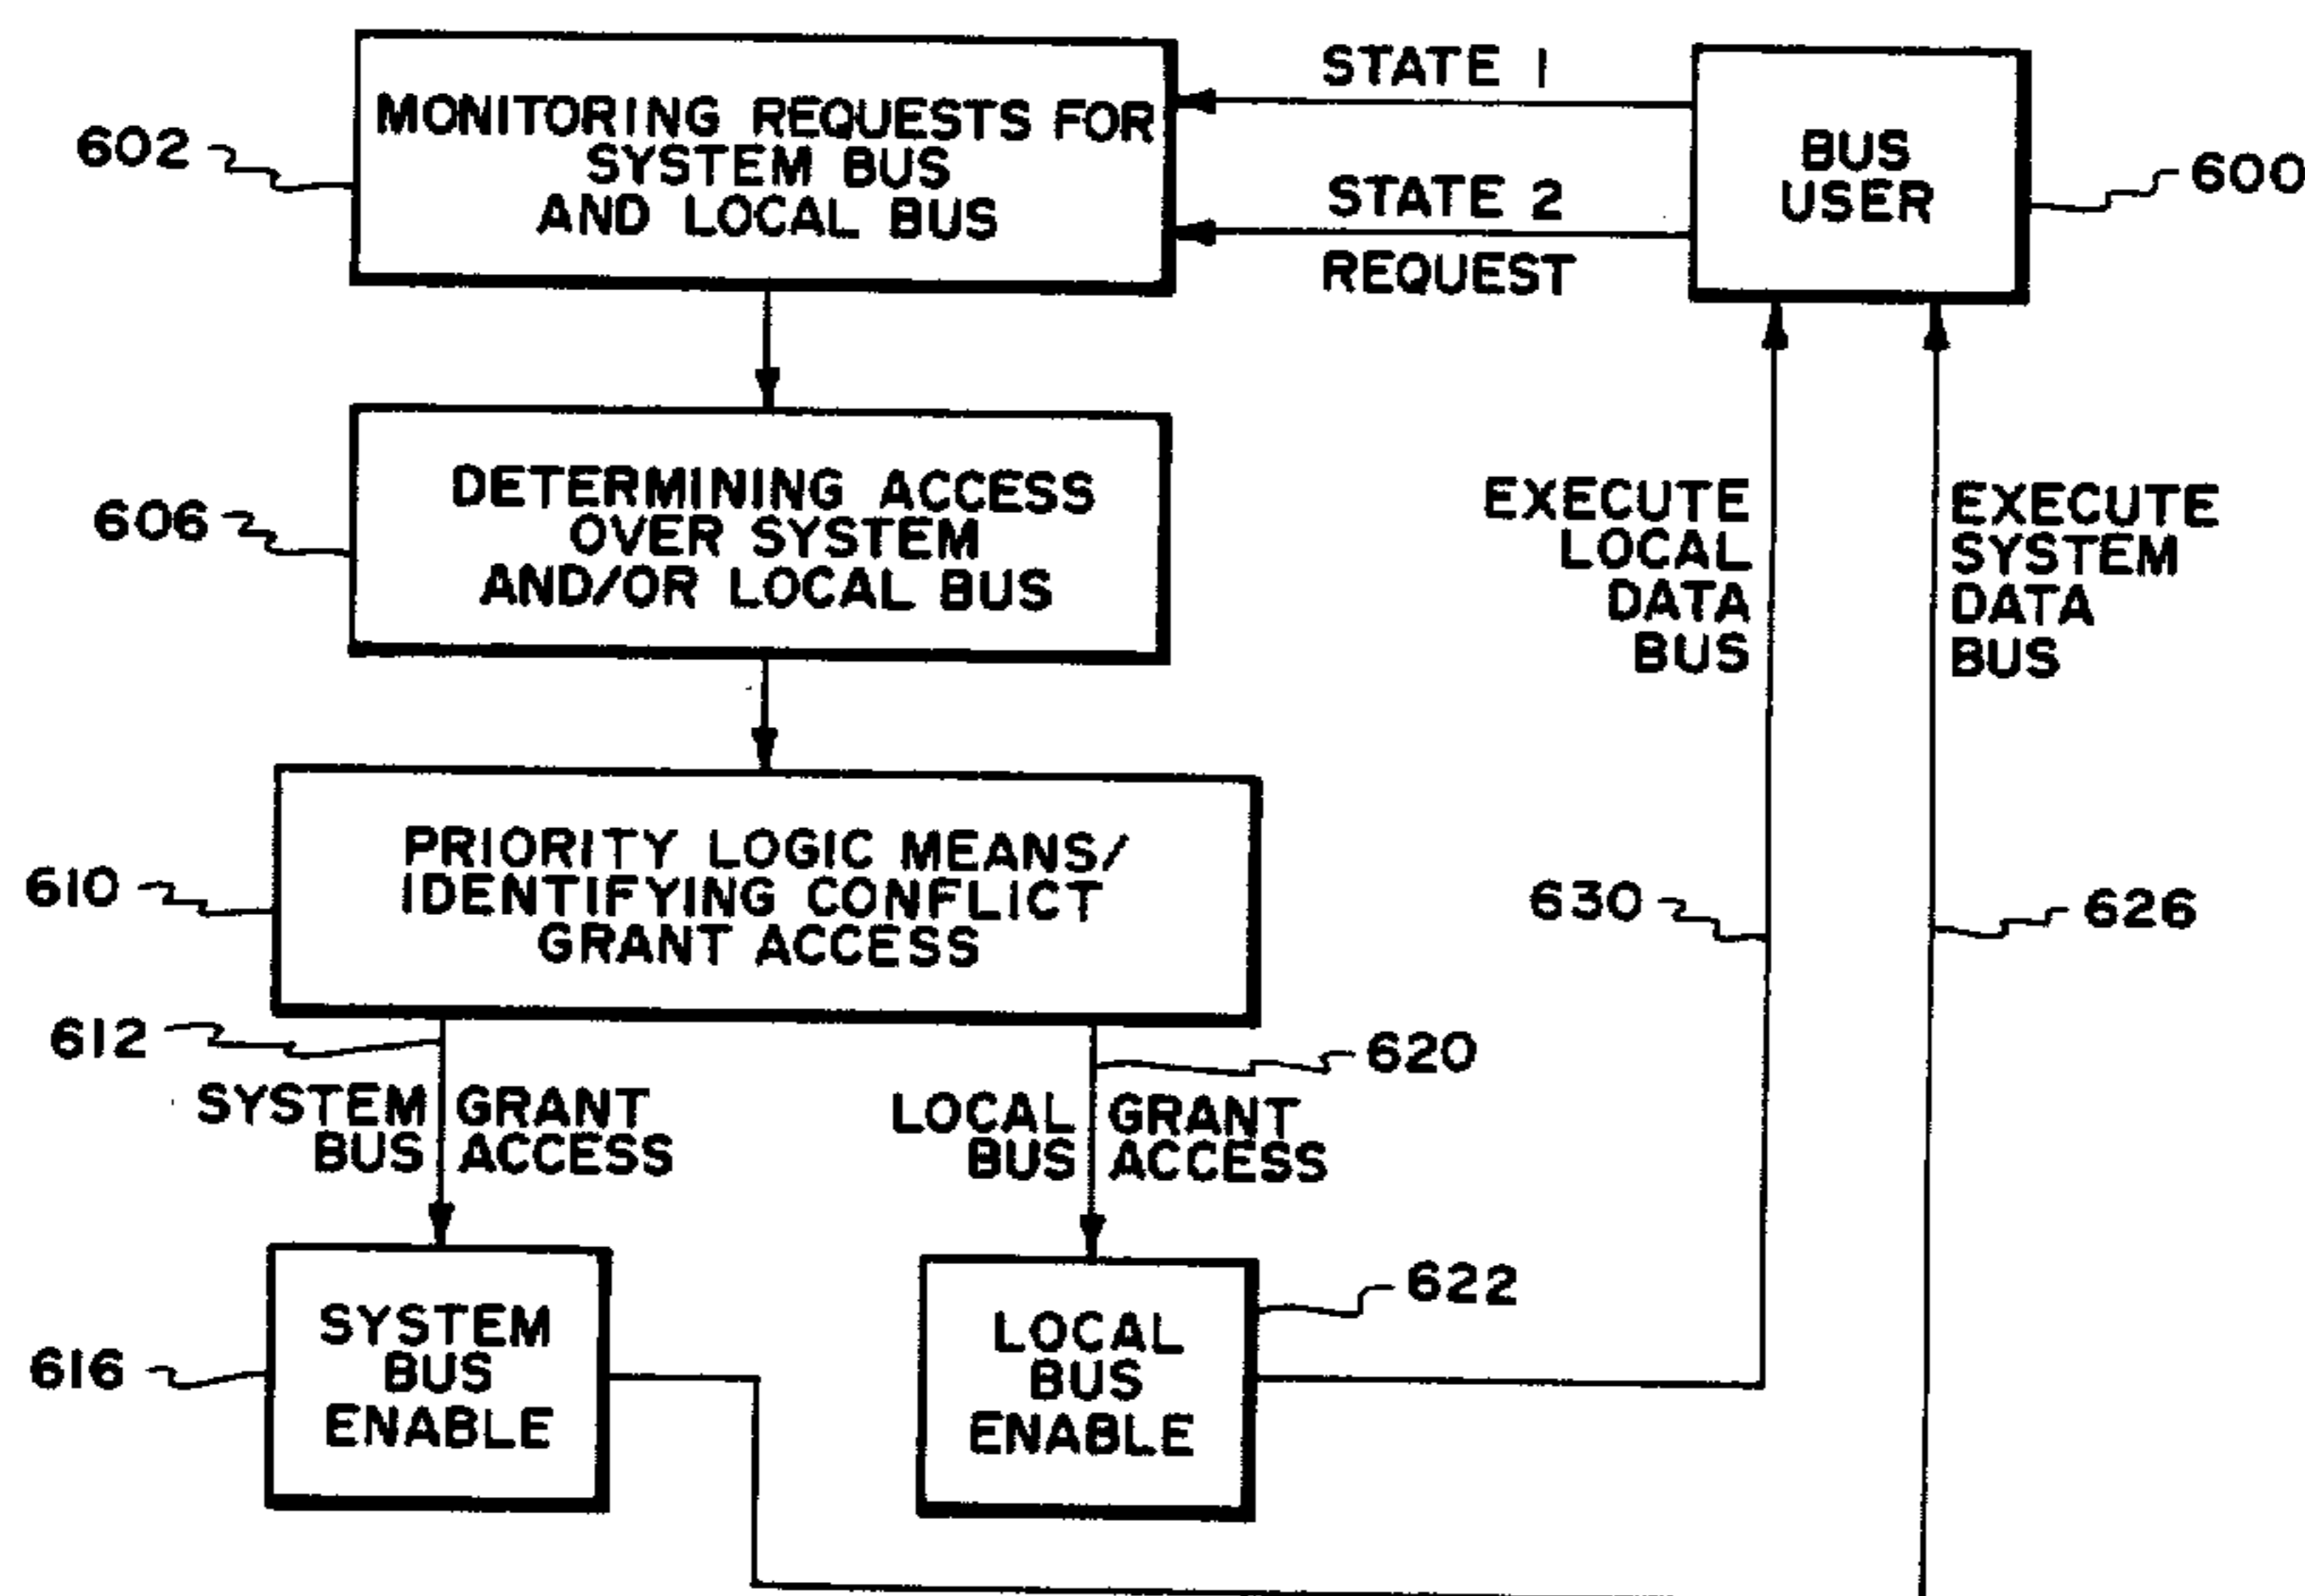 602
MONITORING REQUESTS FOR
SYSTEM BUS
AND LOCAL BUS
STATE 1
STATE 2
REQUEST
BUS
USER
600
606
DETERMINING ACCESS
OVER SYSTEM
AND/OR LOCAL BUS
EXECUTE
LOCAL
DATA
BUS
EXECUTE
SYSTEM
DATA
BUS
610
PRIORITY LOGIC MEANS/
IDENTIFYING CONFLICT
GRANT ACCESS
630
626
612
SYSTEM GRANT
BUS ACCESS
620
LOCAL GRANT
BUS ACCESS
616
SYSTEM
BUS
ENABLE
LOCAL
BUS
ENABLE
622